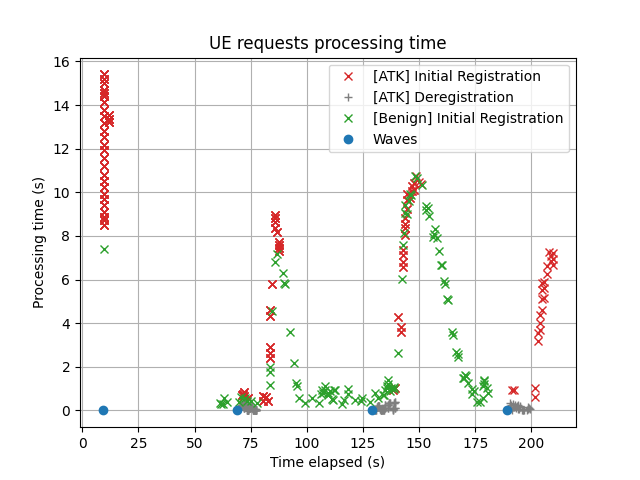 UE requests processing time
[ATK] Initial Registration
[ATK] Deregistration
[Benign] Initial Registration
Waves
Processing time (s)
16
14
12
10
8
6
4
2
0
0 25 50 75 100 125 150 175 200
Time elapsed (s)